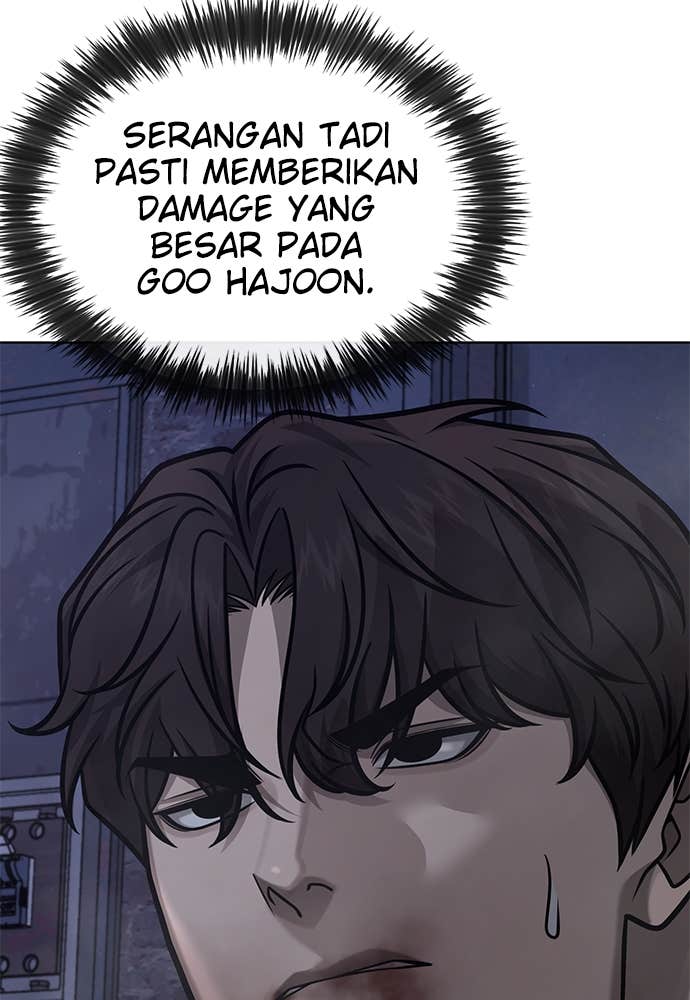 SERANGAN TADI
PASTI MEMBERIKAN
DAMAGE YANG
BESAR PADA
GOO HAJOON.